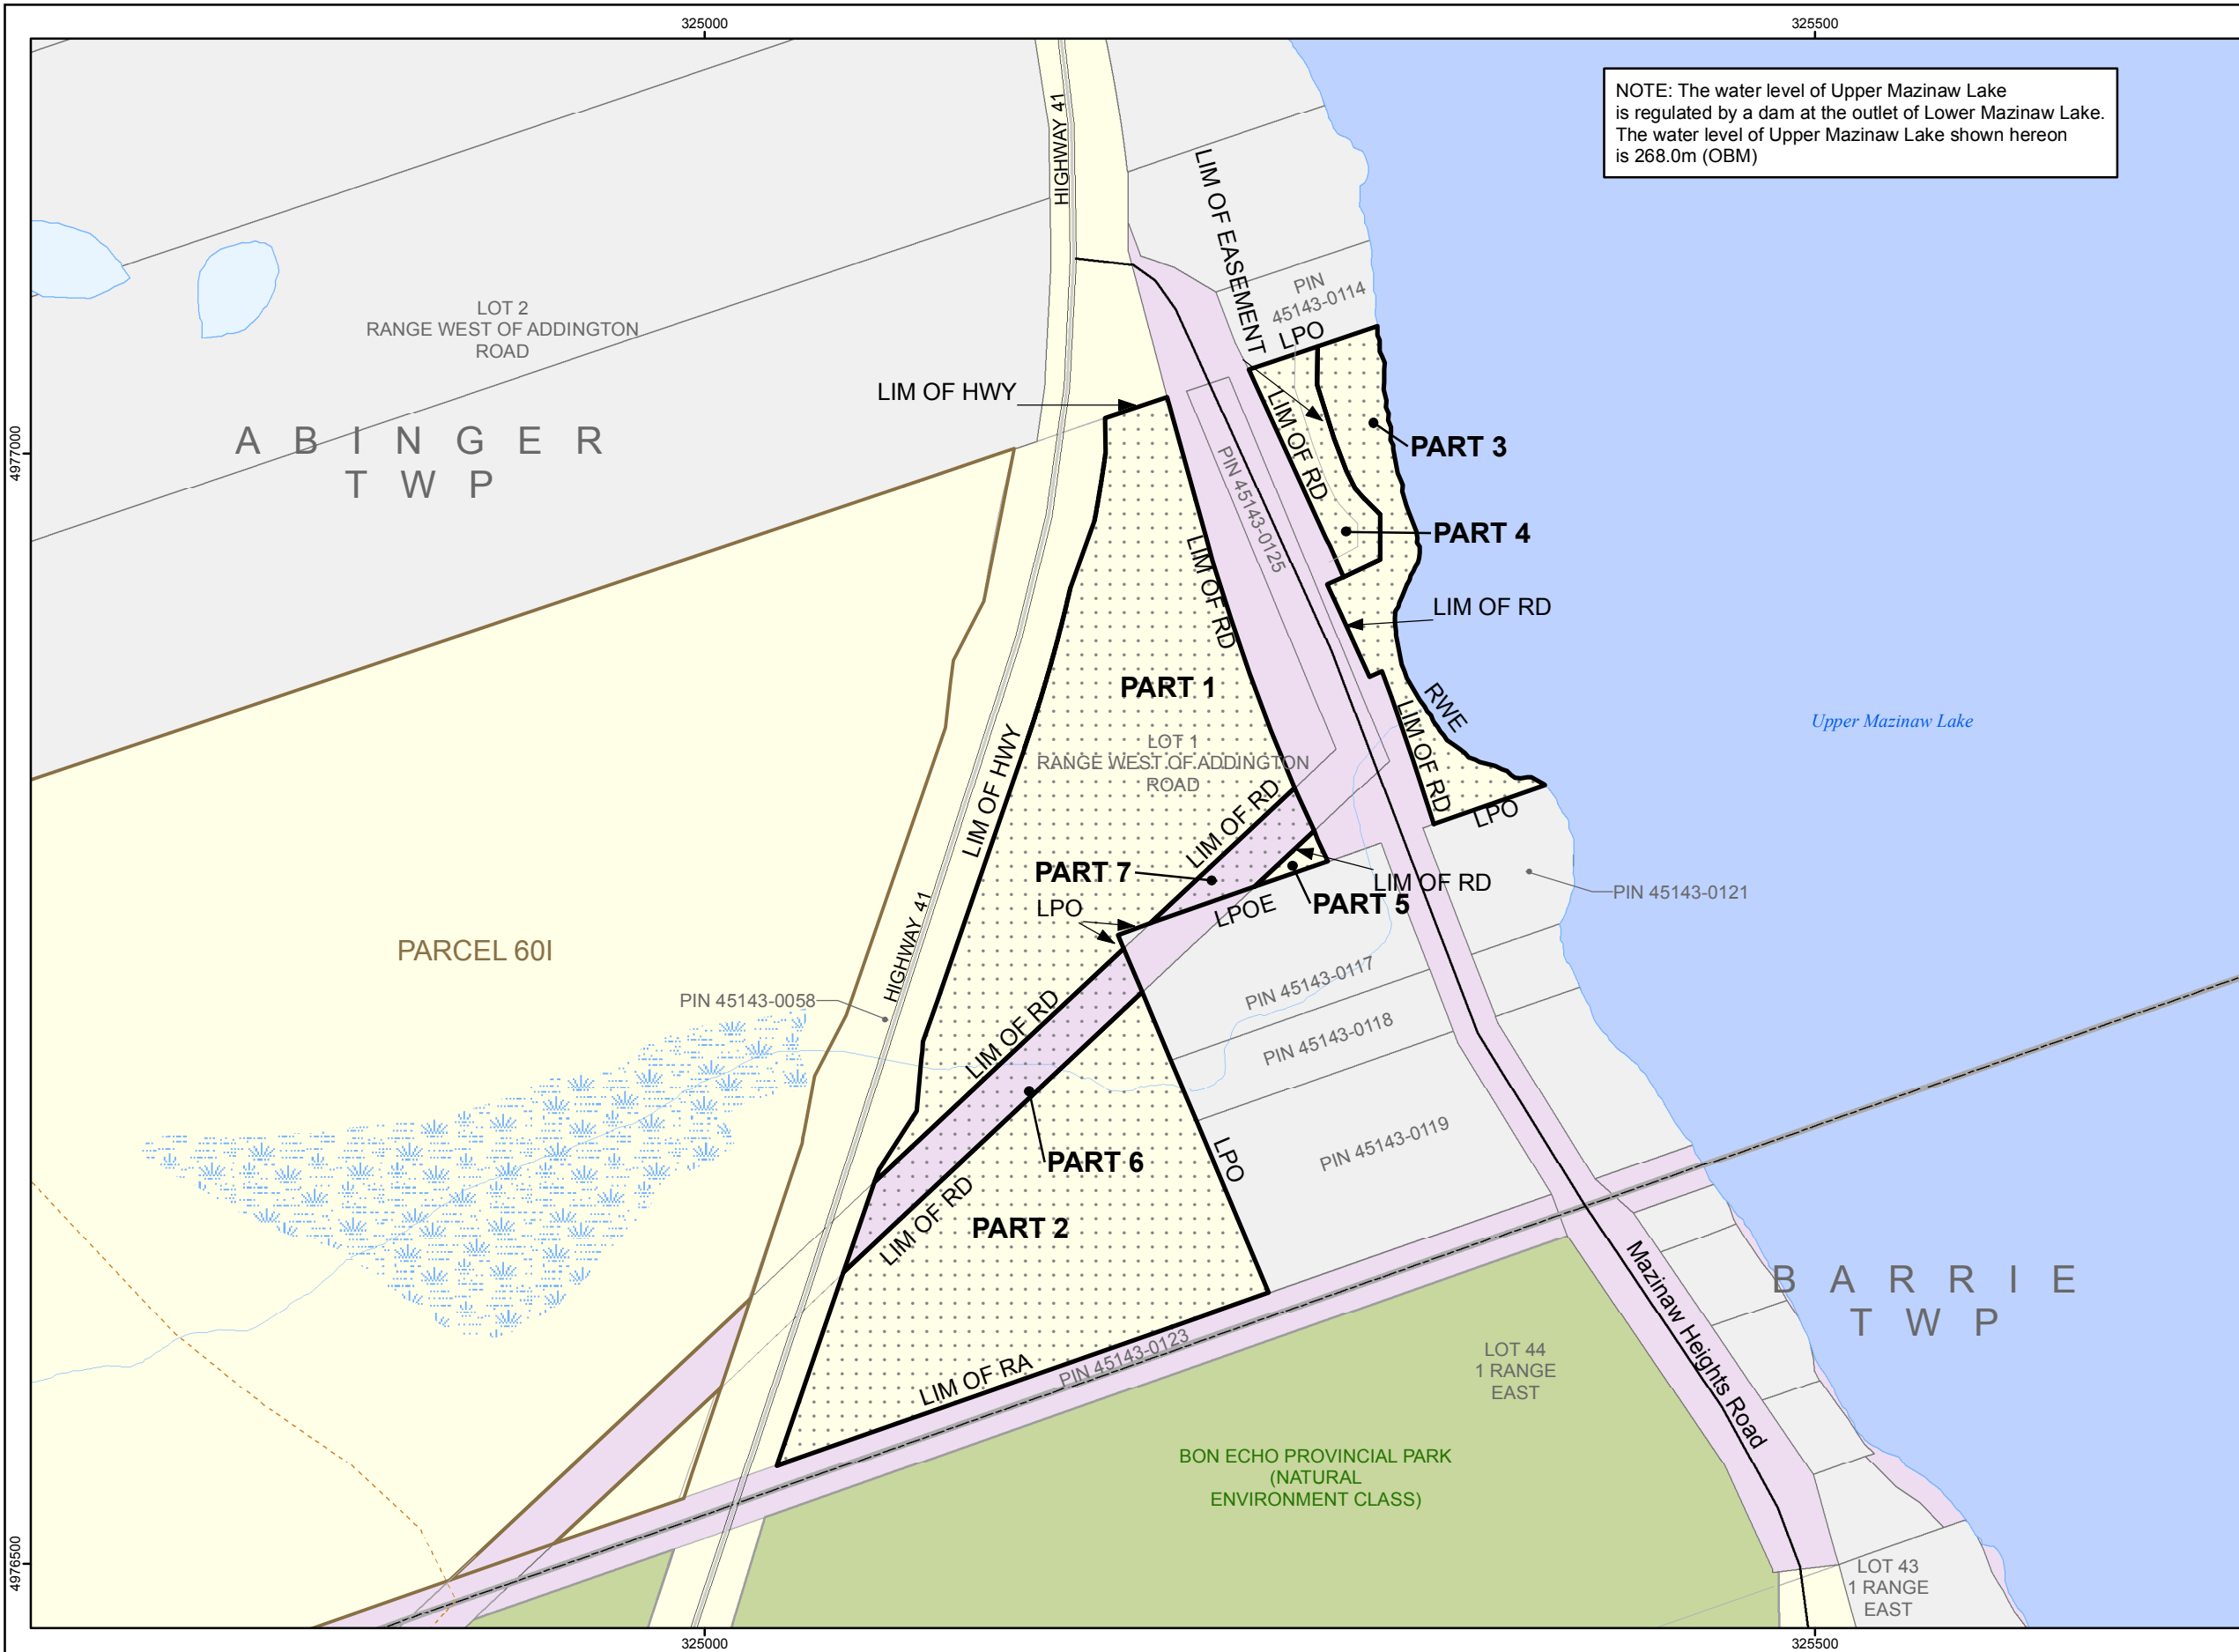 325000
325500
NOTE: The water level of Upper Mazinaw Lake
is regulated by a dam at the outlet of Lower Mazinaw Lake.
The water level of Upper Mazinaw Lake shown hereon
is 268.0m (OBM)
HIGHWAY 41
LIM OF EASEMENT
PIN
45143-0114
LPO
LOT 2
RANGE WEST OF ADDINGTON
ROAD
LIM OF HWY
ABINGER
TWP
4977000
LIM OF RD
PART 3
PIN 45143-0125
PART 4
LIM OF RD
LIM OF RD
PART 1
RWE
LIM OF RD
Upper Mazinaw Lake
LOT 1
RANGE WEST OF ADDINGTON
ROAD
LIM OF HWY
LIM OF RD
LPO
PART 7
LIM OF RD
PART 5
PIN 45143-0121
LPO
LPOE
PARCEL 60I
HIGHWAY 41
PIN 45143-0058
PIN 45143-0117
LIM OF RD
PIN 45143-0118
PIN 45143-0119
PART 6
LPO
LIM OF RD
PART 2
BARRIE
TWP
Mazinaw Heights Road
PIN 45143-0123
LIM OF RA
LOT 44
1 RANGE
EAST
BON ECHO PROVINCIAL PARK
(NATURAL
ENVIRONMENT CLASS)
4976500
LOT 43
1 RANGE
EAST
325000
325500